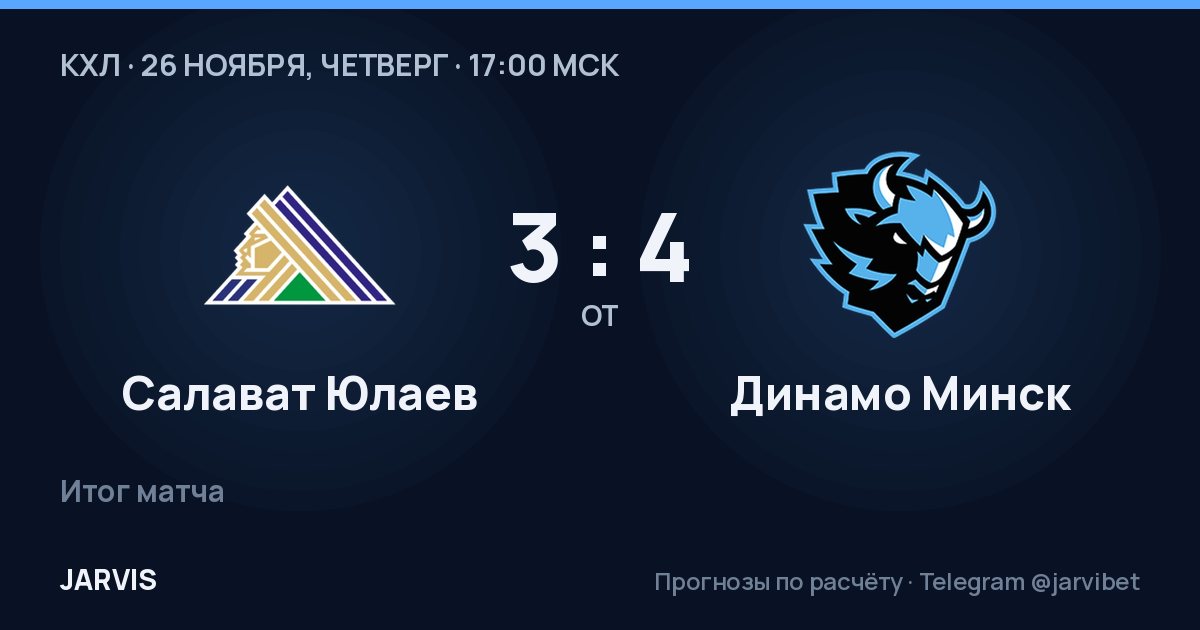 КХЛ · 26 НОЯБРЯ, ЧЕТВЕРГ · 17:00 МСК
3 : 4
ОТ
Салават Юлаев
Динамо Минск
Итог матча
JARVIS
Прогнозы по расчёту · Telegram @jarvibet